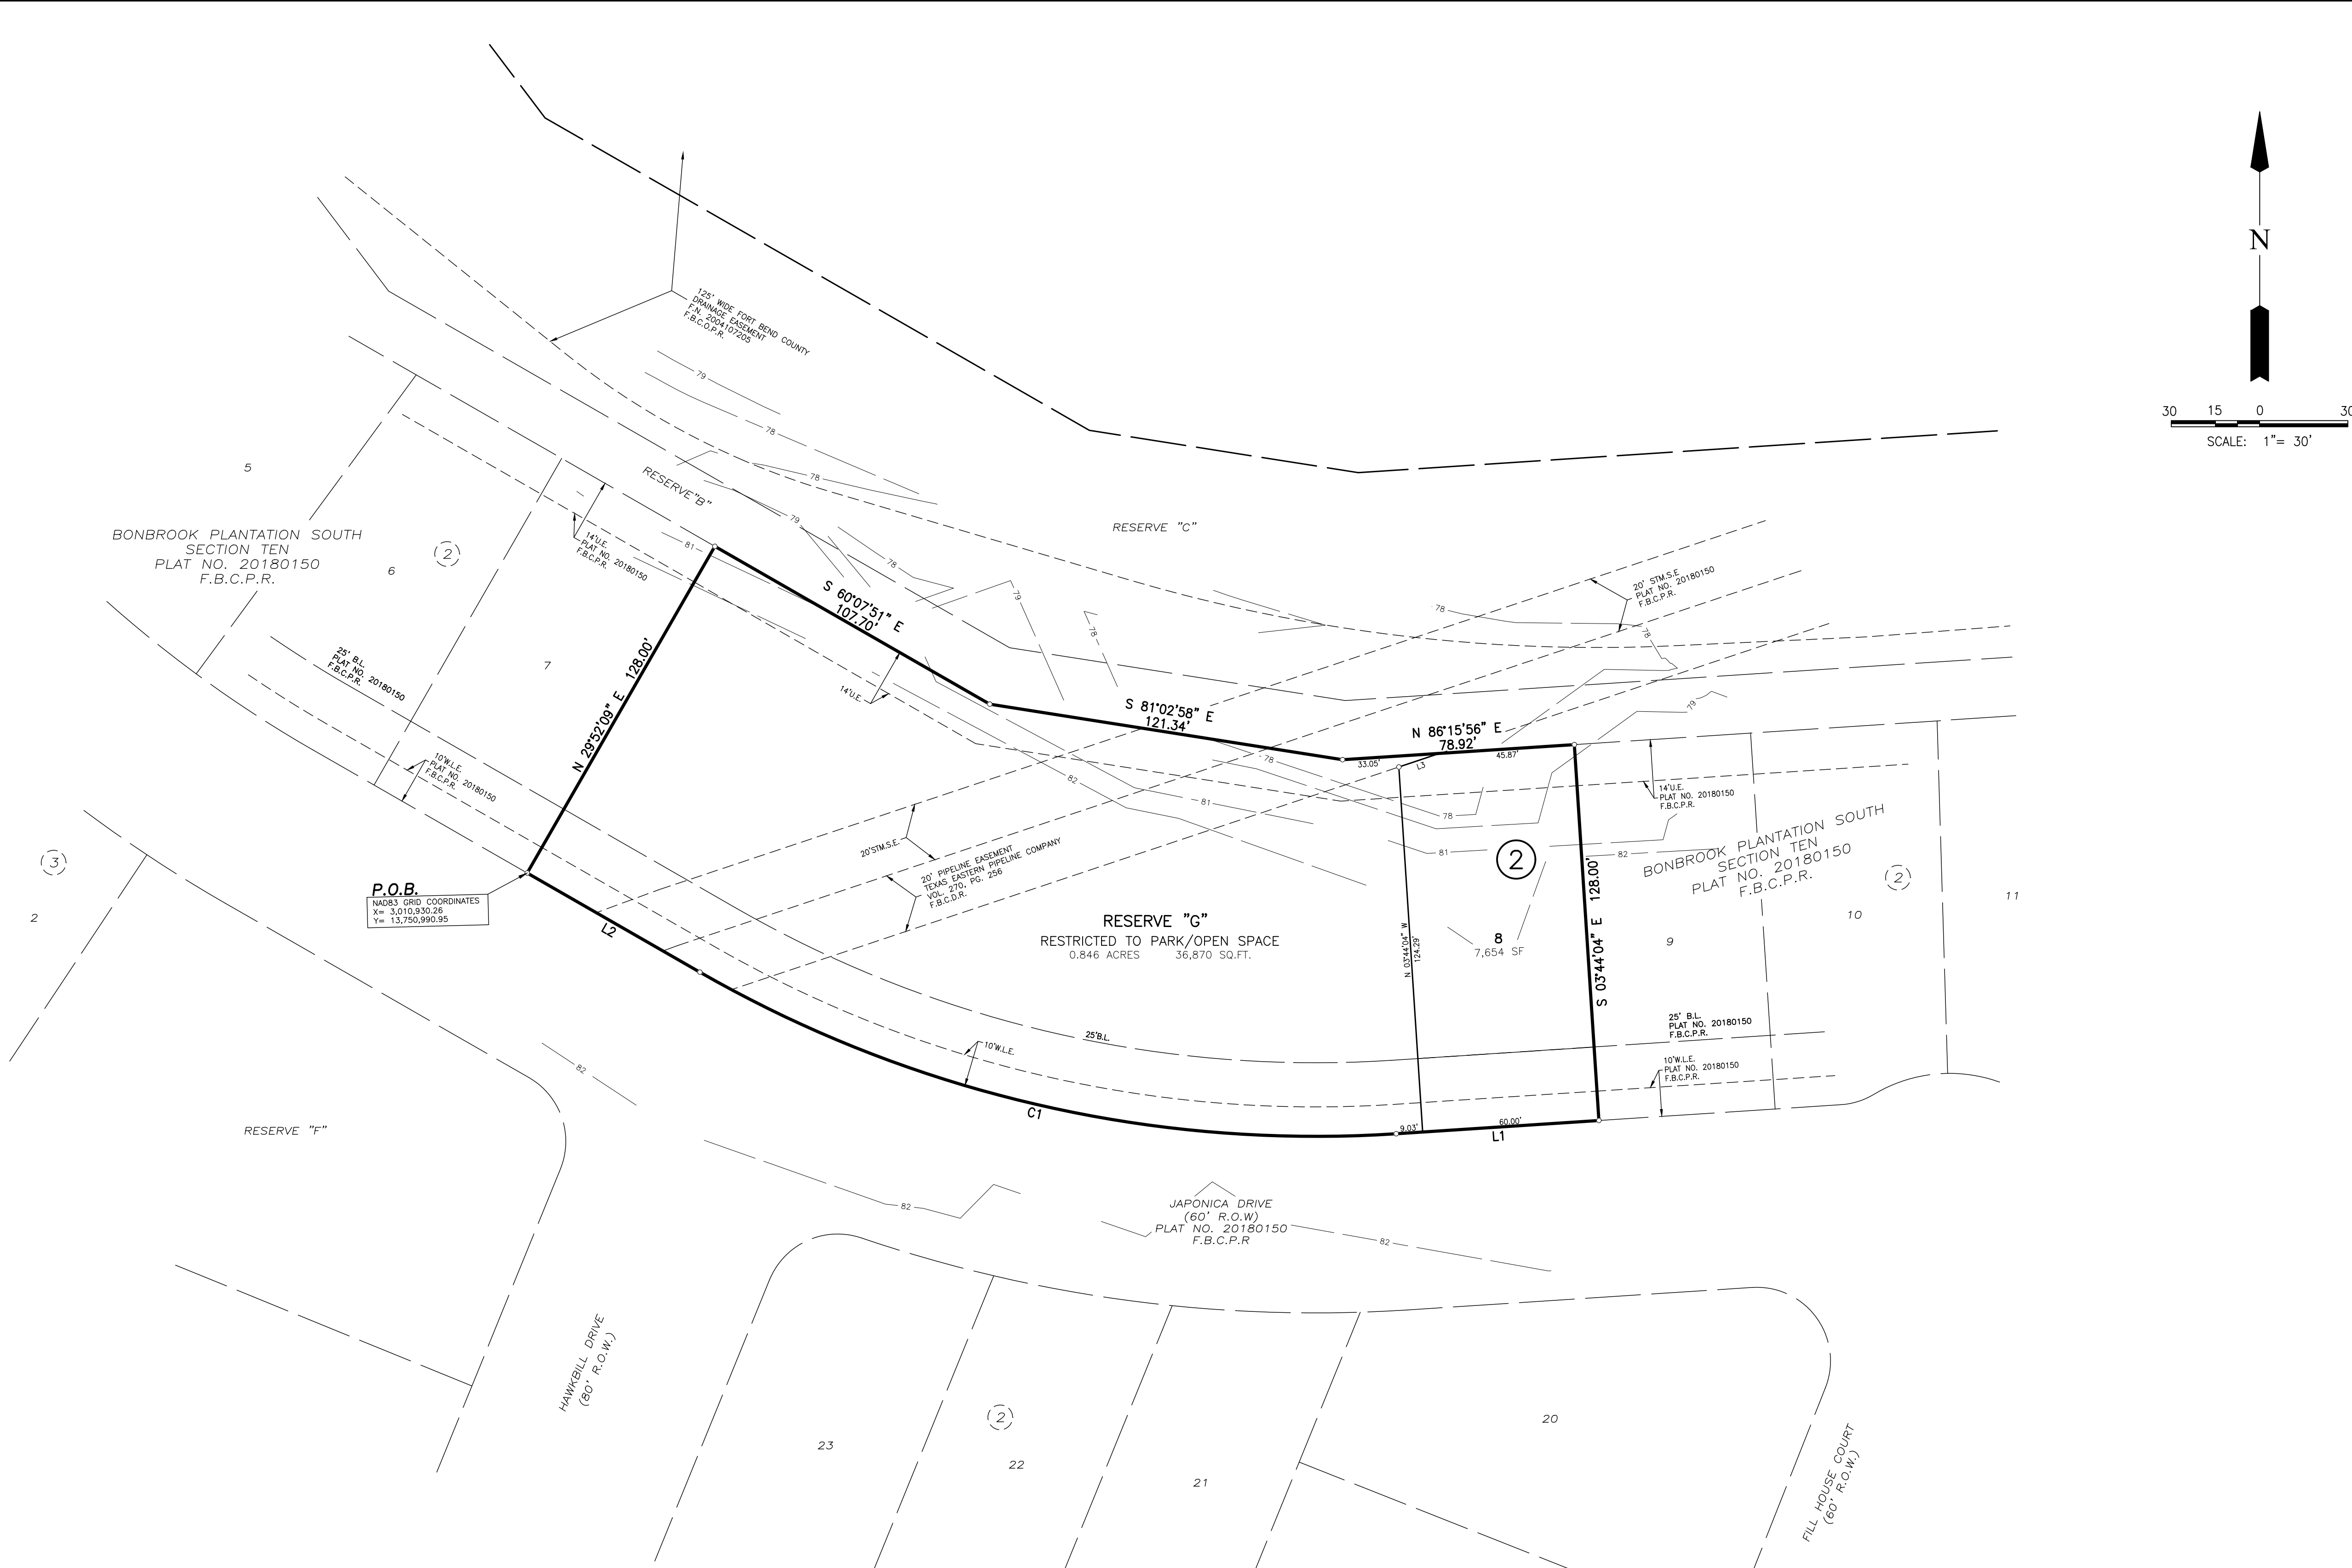 125' WIDE FORT BEND COUNTY
DRAINAGE EASEMENT
F.N. 2004107205
F.B.C.O.P.R.
N
30 15 0 30
SCALE: 1"= 30'
79
78
78
79
78
79
78
78
78
79
RESERVE "B"
RESERVE "C"
5
BONBROOK PLANTATION SOUTH
SECTION TEN
PLAT NO. 20180150
F.B.C.P.R.
6
2
7
14'U.E.
PLAT NO. 20180150
F.B.C.P.R.
81
S 60°07'51" E
107.70'
20' STM.S.E
PLAT NO. 20180150
F.B.C.P.R.
25' B.L.
PLAT NO. 20180150
F.B.C.P.R.
N 29°52'09" E 128.00'
14'U.E.
S 81°02'58" E
121.34'
N 86°15'56" E
78.92'
33.05'
L3
45.87'
10'W.L.E.
PLAT NO. 20180150
F.B.C.P.R.
82
81
78
78
81
82
14'U.E.
PLAT NO. 20180150
F.B.C.P.R.
BONBROOK PLANTATION SOUTH
SECTION TEN
PLAT NO. 20180150
F.B.C.P.R.
2
20'STM.S.E.
20' PIPELINE EASEMENT
TEXAS EASTERN PIPELINE COMPANY
VOL. 270, PG. 256
F.B.C.D.R.
2
S 03°44'04" E 128.00'
3
2
P.O.B.
NAD83 GRID COORDINATES
X= 3,010,930.26
Y= 13,750,990.95
L2
RESERVE "G"
RESTRICTED TO PARK/OPEN SPACE
0.846 ACRES 36,870 SQ.FT.
N 03°44'04" W
124.29'
8
7,654 SF
9
10
11
25' B.L.
PLAT NO. 20180150
F.B.C.P.R.
25'B.L.
10'W.L.E.
10'W.L.E.
PLAT NO. 20180150
F.B.C.P.R.
82
C1
9.03'
60.00'
L1
RESERVE "F"
82
JAPONICA DRIVE
(60' R.O.W)
PLAT NO. 20180150
F.B.C.P.R
82
HAWKBILL DRIVE
(80' R.O.W.)
2
23
22
21
20
FILL HOUSE COURT
(60' R.O.W.)